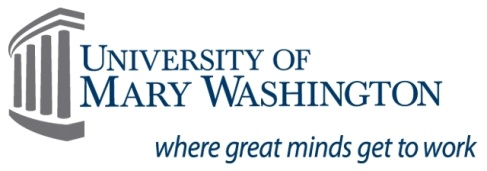 UNIVERSITY OF
MARY WASHINGTON
where great minds get to work